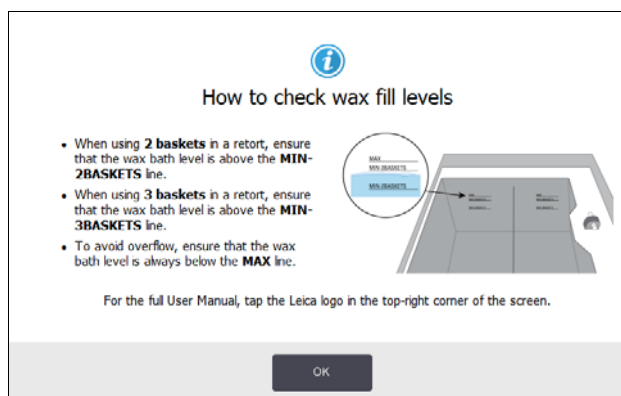 How to check wax fill levels
• When using 2 baskets in a retort, ensure
that the wax bath level is above the MIN-
2BASKETS line.
• When using 3 baskets in a retort, ensure
that the wax bath level is above the MIN-
3BASKETS line.
• To avoid overflow, ensure that the wax
bath level is always below the MAX line.
MAX
MIN-3BASKETS
MIN-2BASKETS
For the full User Manual, tap the Leica logo in the top-right corner of the screen.
OK